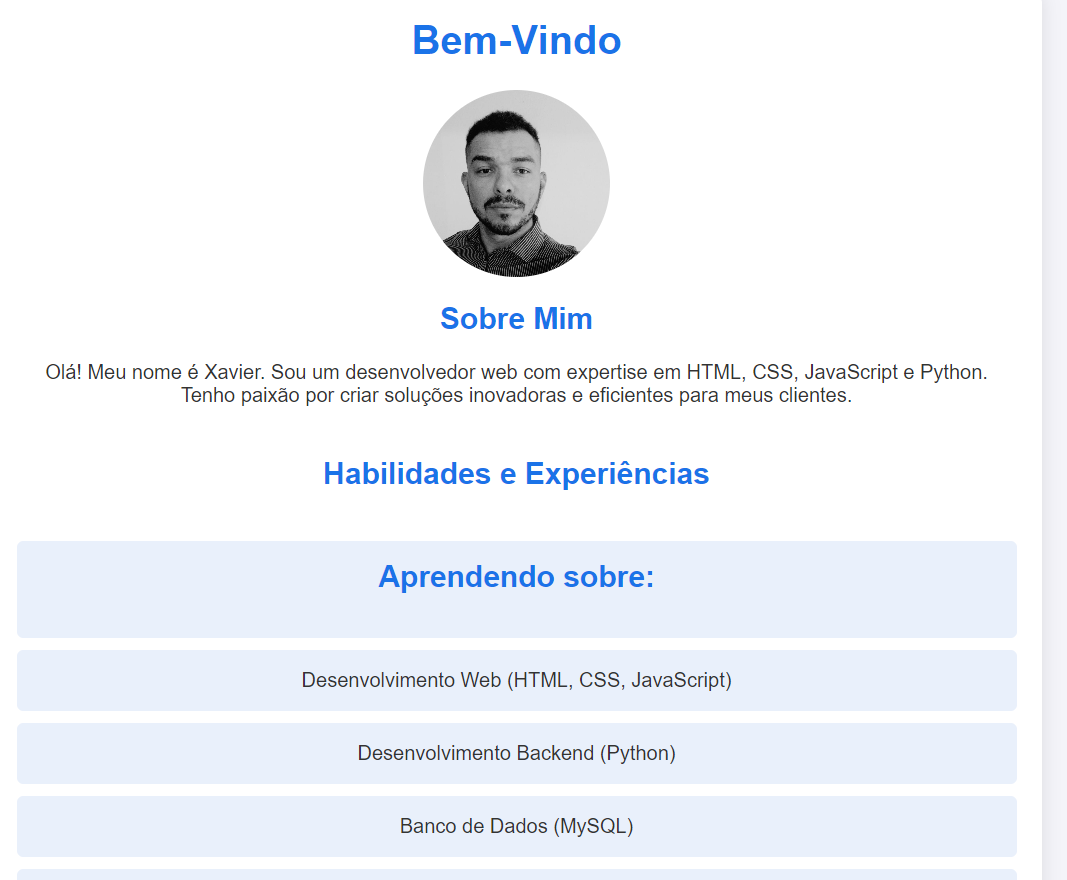 Bem-Vindo
Sobre Mim
Olá! Meu nome é Xavier. Sou um desenvolvedor web com expertise em HTML, CSS, JavaScript e Python.
Tenho paixão por criar soluções inovadoras e eficientes para meus clientes.
Habilidades e Experiências
Aprendendo sobre:
Desenvolvimento Web (HTML, CSS, JavaScript)
Desenvolvimento Backend (Python)
Banco de Dados (MySQL)